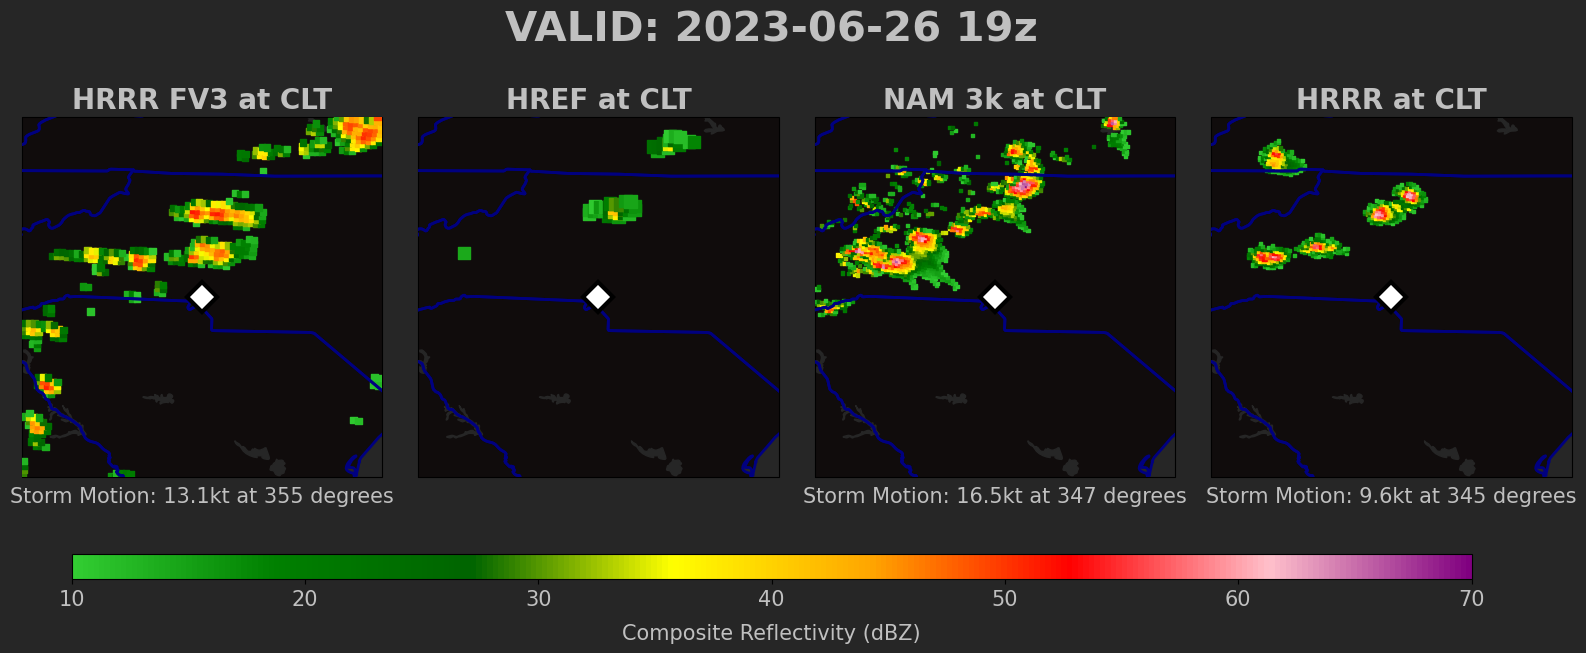 VALID: 2023-06-26 19z
HRRR FV3 at CLT
HREF at CLT
NAM 3k at CLT
HRRR at CLT
Storm Motion: 13.1kt at 355 degrees
Storm Motion: 16.5kt at 347 degrees
Storm Motion: 9.6kt at 345 degrees
10 20 30 40 50 60 70
Composite Reflectivity (dBZ)